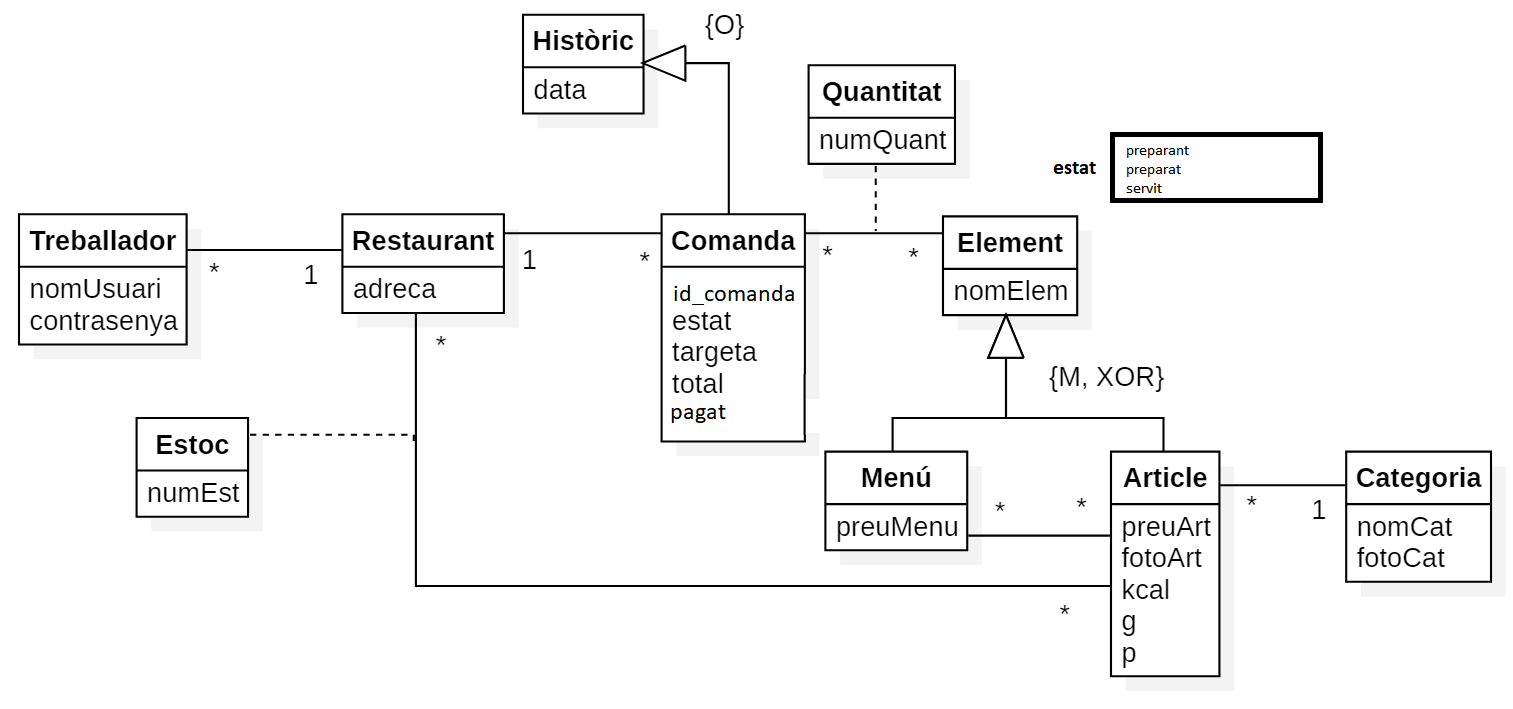 Històric
data
{O}
Quantitat
numQuant
estat
preparant
preparat
servit
Treballador
nomUsuari
contrasenya
*
1
Restaurant
adreca
1
*
*
Comanda
id_comanda
estat
targeta
total
pagat
*
*
Element
nomElem
{M, XOR}
Estoc
numEst
Menú
preuMenu
*
*
Article
preuArt
fotoArt
kcal
g
p
*
1
Categoria
nomCat
fotoCat
*